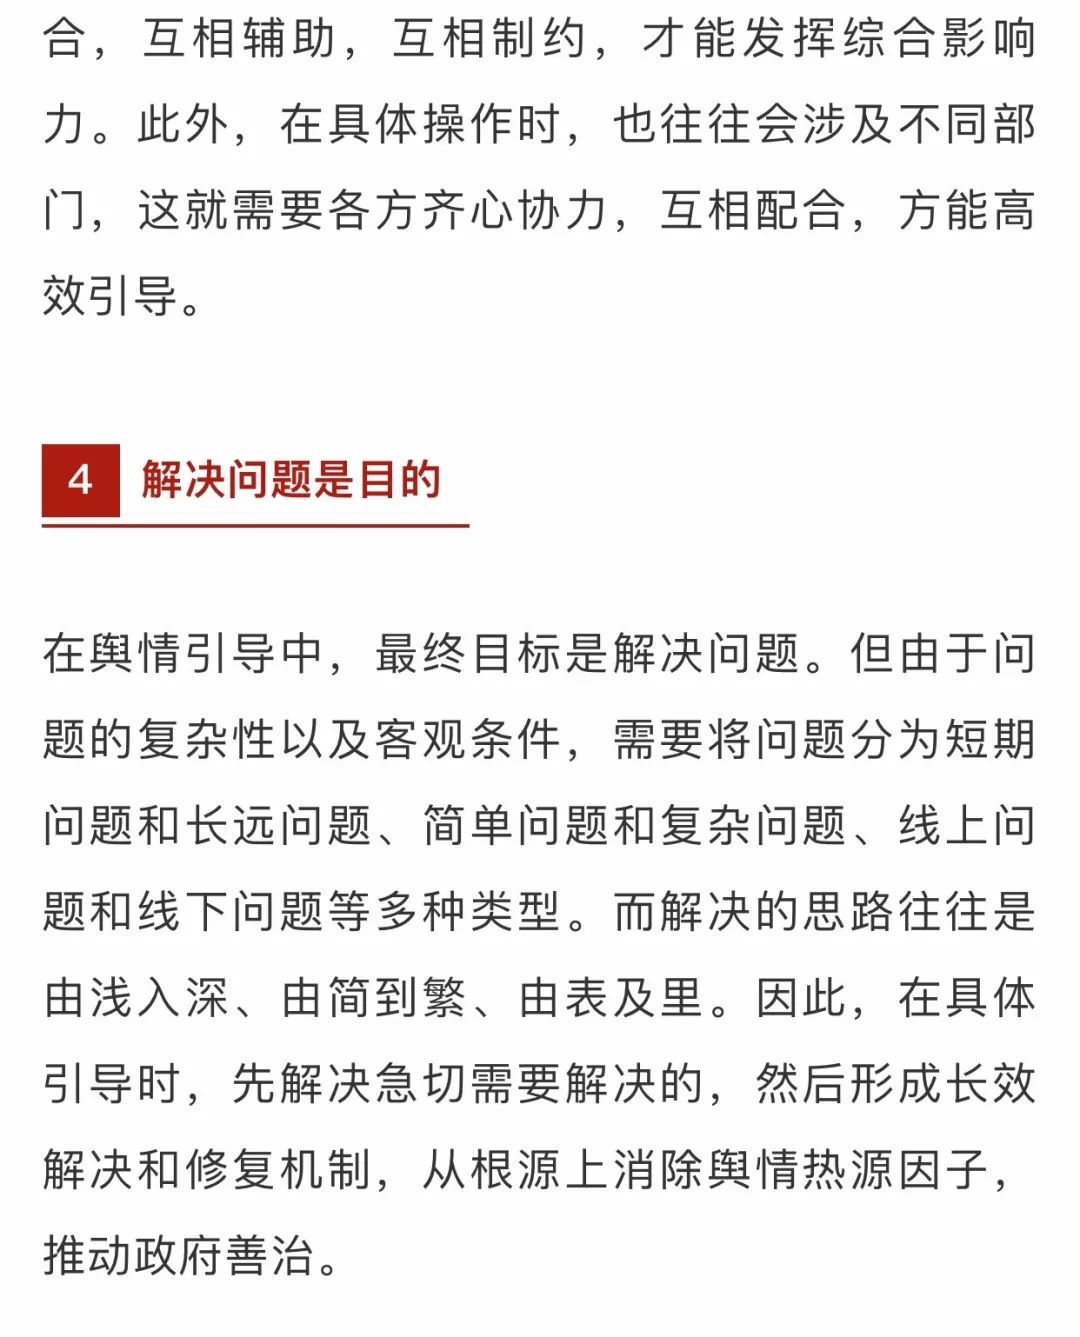 合，互相辅助，互相制约，才能发挥综合影响
力。此外，在具体操作时，也往往会涉及不同部
门，这就需要各方齐心协力，互相配合，方能高
效引导。
4 解决问题是目的
在舆情引导中，最终目标是解决问题。但由于问
题的复杂性以及客观条件，需要将问题分为短期
问题和长远问题、简单问题和复杂问题、线上问
题和线下问题等多种类型。而解决的思路往往是
由浅入深、由简到繁、由表及里。因此，在具体
引导时，先解决急切需要解决的，然后形成长效
解决和修复机制，从根源上消除舆情热源因子，
推动政府善治。